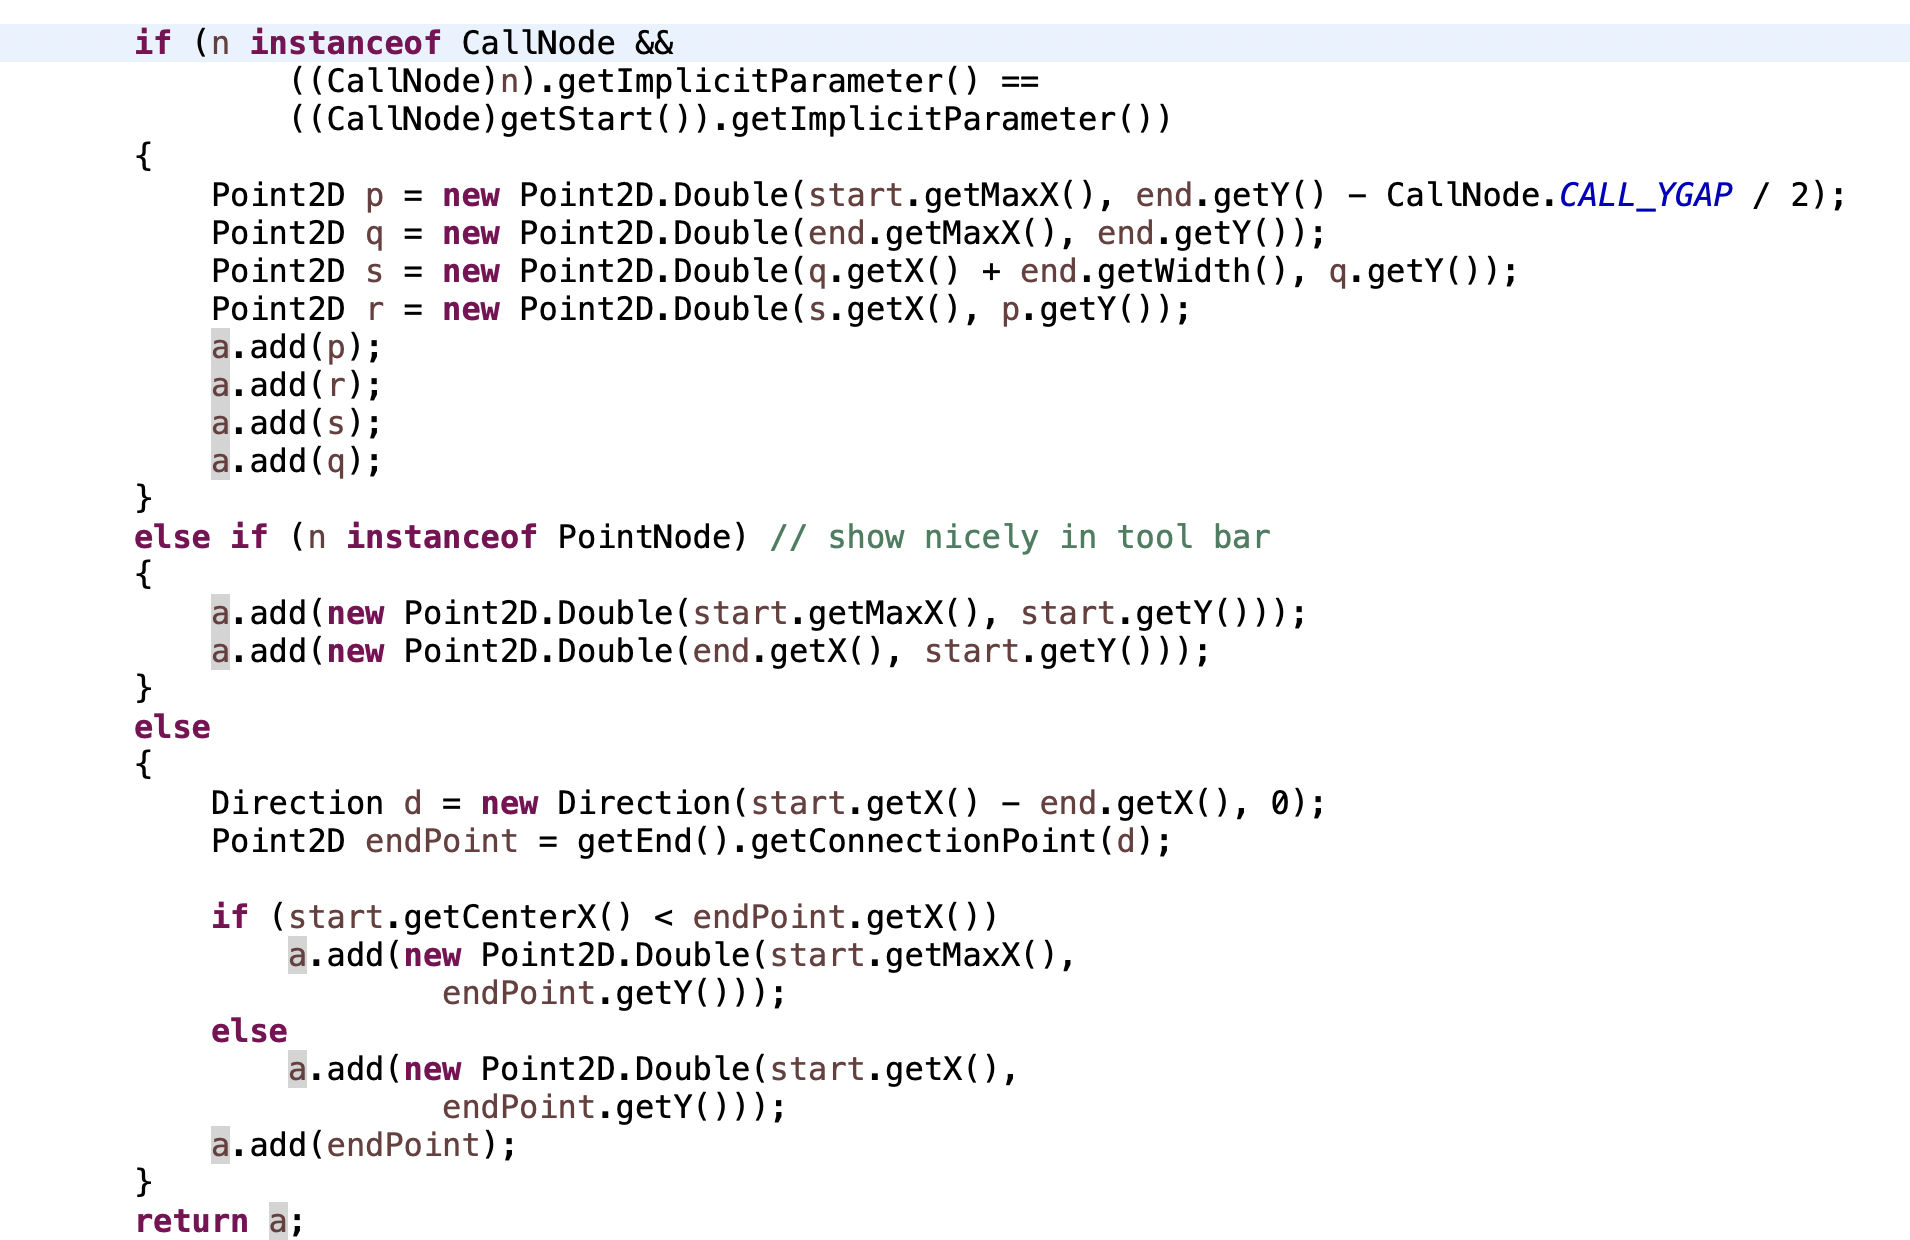 if (n instanceof CallNode &&
((CallNode)n).getImplicitParameter() ==
((CallNode)getStart()).getImplicitParameter())
{
Point2D p = new Point2D.Double(start.getMaxX(), end.getY() - CallNode.CALL_YGAP / 2);
Point2D q = new Point2D.Double(end.getMaxX(), end.getY());
Point2D s = new Point2D.Double(q.getX() + end.getWidth(), q.getY());
Point2D r = new Point2D.Double(s.getX(), p.getY());
a.add(p);
a.add(r);
a.add(s);
a.add(q);
}
else if (n instanceof PointNode) // show nicely in tool bar
{
a.add(new Point2D.Double(start.getMaxX(), start.getY()));
a.add(new Point2D.Double(end.getX(), start.getY()));
}
else
{
Direction d = new Direction(start.getX() - end.getX(), 0);
Point2D endPoint = getEnd().getConnectionPoint(d);
if (start.getCenterX() < endPoint.getX())
a.add(new Point2D.Double(start.getMaxX(),
endPoint.getY()));
else
a.add(new Point2D.Double(start.getX(),
endPoint.getY()));
a.add(endPoint);
}
return a;